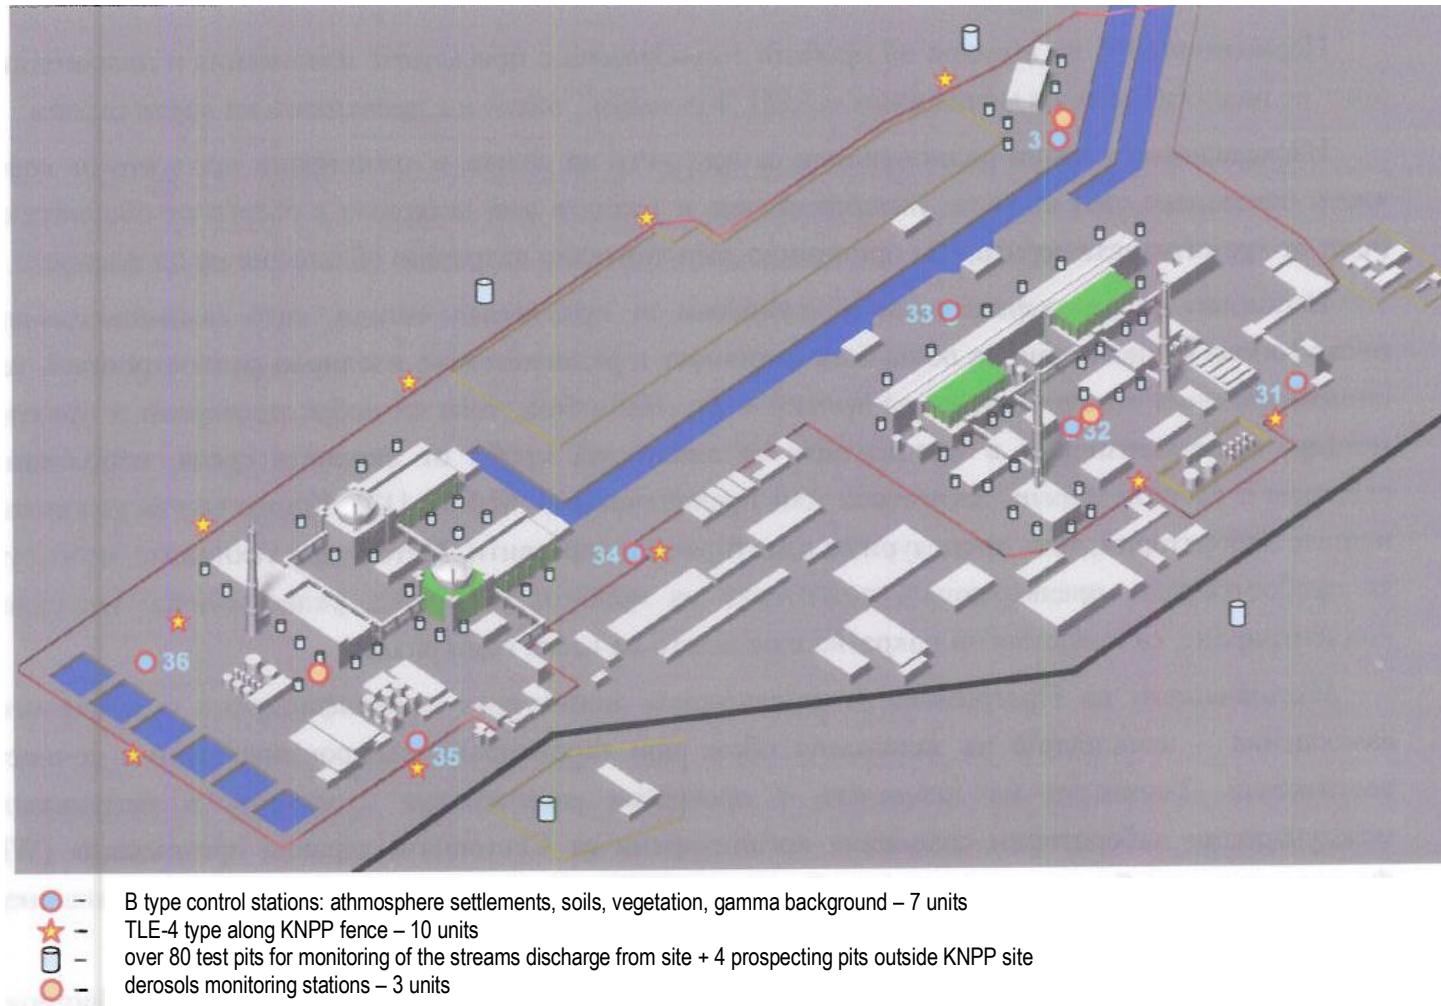 3
33
31
32
34
36
35
B type control stations: athmosphere settlements, soils, vegetation, gamma background – 7 units
TLE-4 type along KNPP fence – 10 units
over 80 test pits for monitoring of the streams discharge from site + 4 prospecting pits outside KNPP site
derosols monitoring stations – 3 units